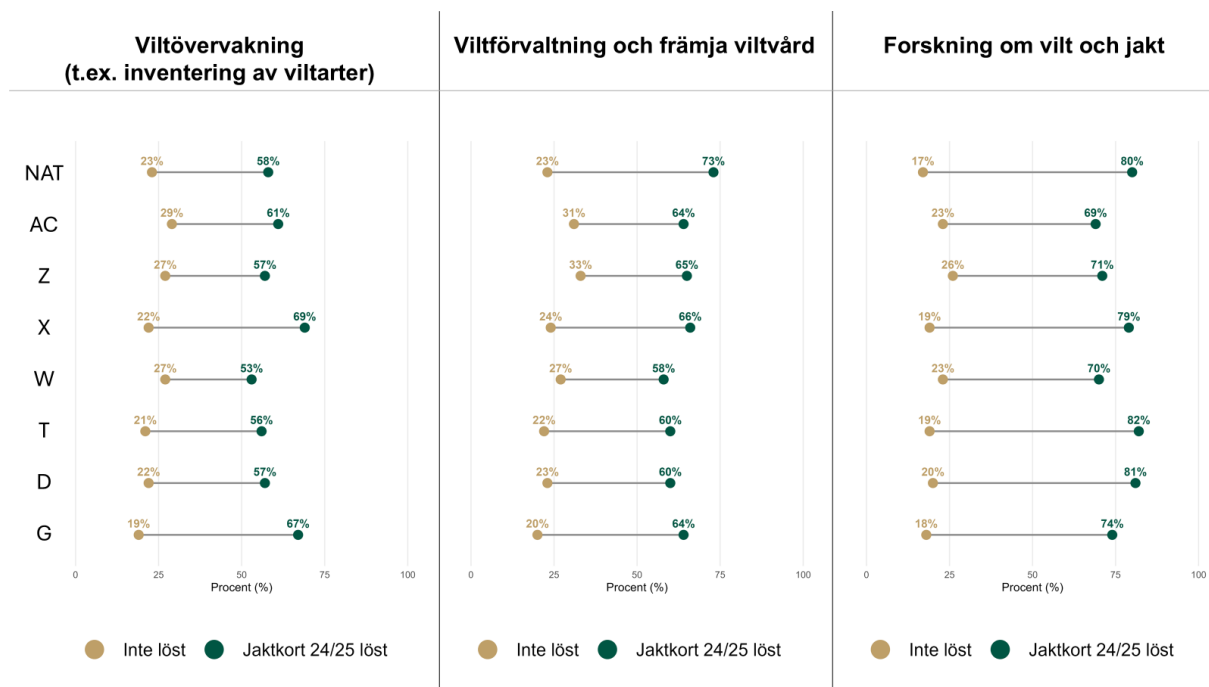 Viltövervakning
(t.ex. inventering av viltarter)
Viltförvaltning och främja viltvård
Forskning om vilt och jakt
NAT
23%
58%
23%
73%
17%
80%
AC
29%
61%
31%
64%
23%
69%
Z
27%
57%
33%
65%
26%
71%
X
22%
69%
24%
66%
19%
79%
W
27%
53%
27%
58%
23%
70%
T
21%
56%
22%
60%
19%
82%
D
22%
57%
23%
60%
20%
81%
G
19%
67%
20%
64%
18%
74%
0 25 50 75 100
Procent (%)
0 25 50 75 100
Procent (%)
0 25 50 75 100
Procent (%)
Inte löst Jaktkort 24/25 löst
Inte löst Jaktkort 24/25 löst
Inte löst Jaktkort 24/25 löst